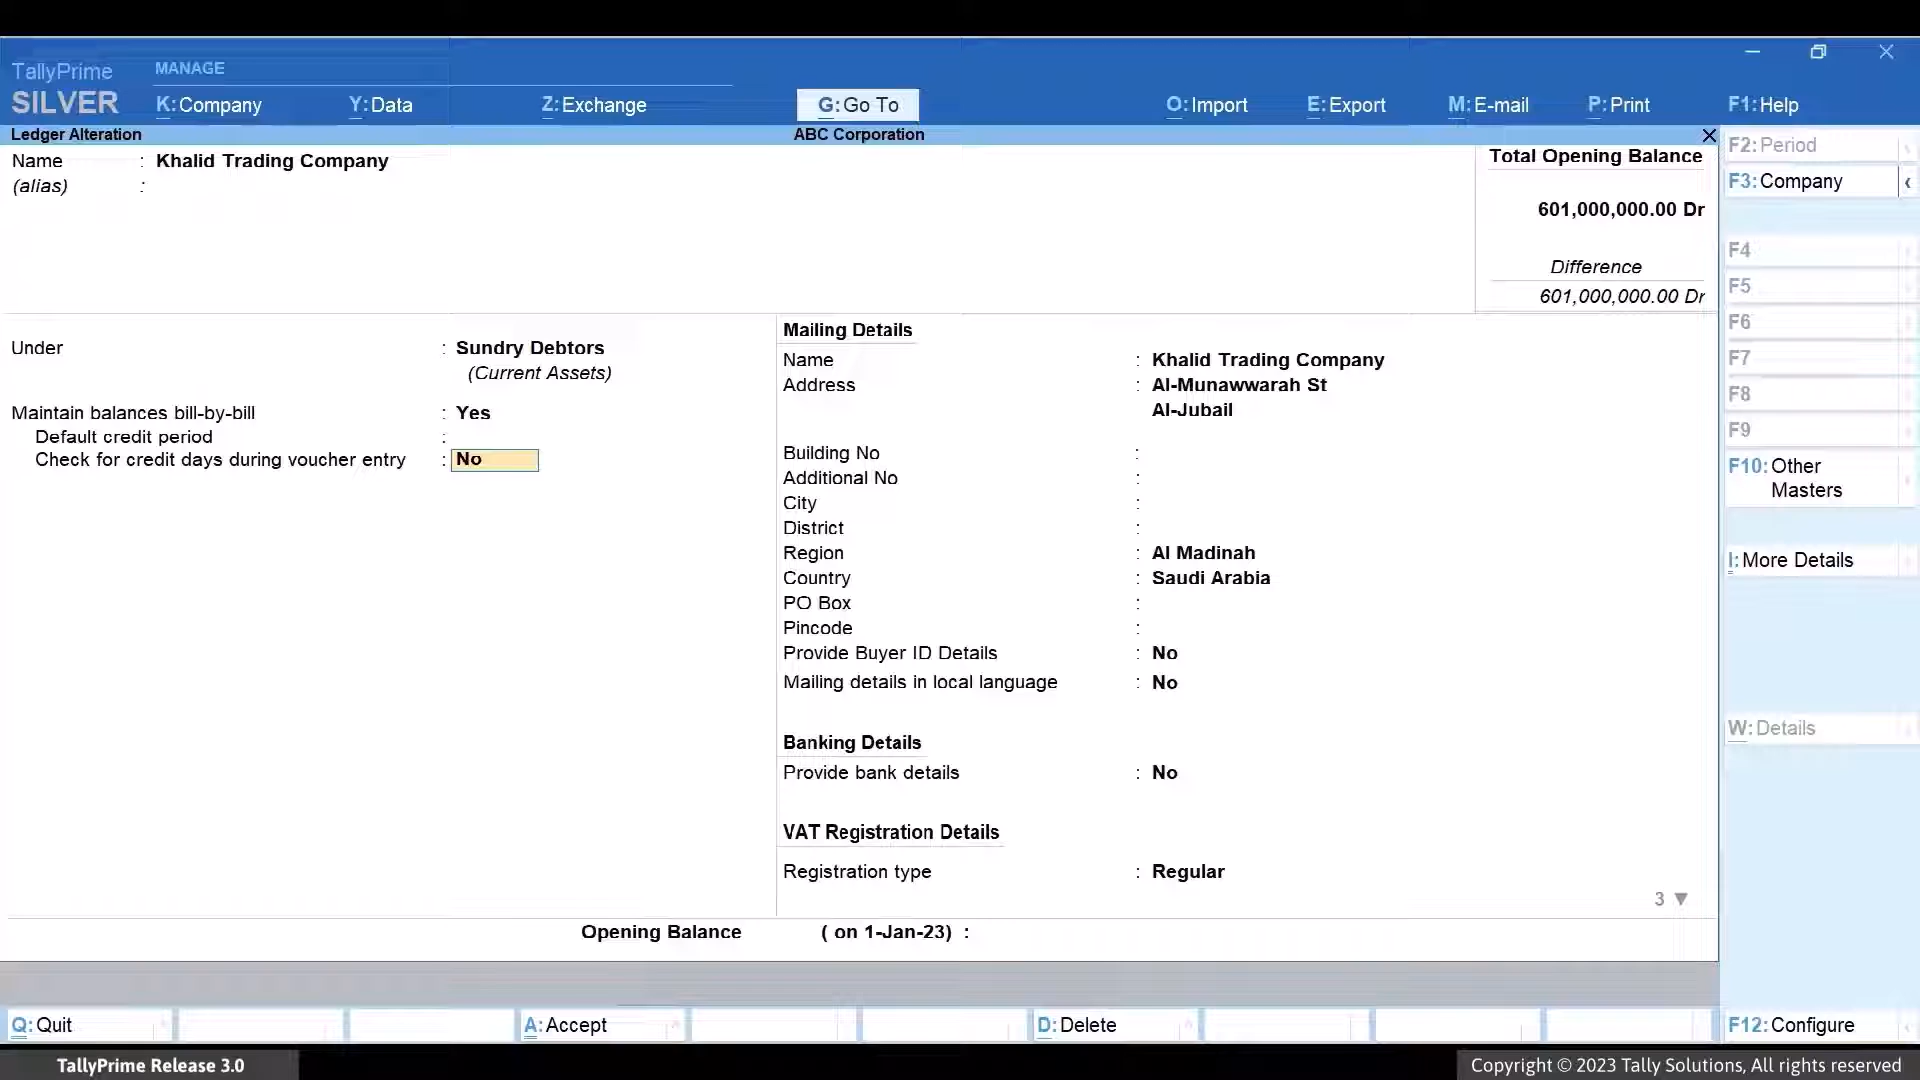 TallyPrime
SILVER
MANAGE
K:Company
Y:Data
Z:Exchange
G:Go To
O:Import
E:Export
M:E-mail
P:Print
F1:Help
Ledger Alteration
ABC Corporation
Name : Khalid Trading Company
(alias) :
Total Opening Balance
601,000,000.00 Dr
Difference
601,000,000.00 Dr
Under : Sundry Debtors
(Current Assets)
Maintain balances bill-by-bill : Yes
Default credit period :
Check for credit days during voucher entry : No
Mailing Details
Name : Khalid Trading Company
Address : Al-Munawwarah St
Al-Jubail
Building No :
Additional No :
City :
District :
Region : Al Madinah
Country : Saudi Arabia
PO Box :
Pincode :
Provide Buyer ID Details : No
Mailing details in local language : No
Banking Details
Provide bank details : No
VAT Registration Details
Registration type : Regular
3 ▼
Opening Balance ( on 1-Jan-23) :
F2:Period
F3:Company
F4
F5
F6
F7
F8
F9
F10:Other
Masters
I:More Details
W:Details
Q:Quit
A:Accept
D:Delete
F12:Configure
TallyPrime Release 3.0
Copyright © 2023 Tally Solutions, All rights reserved